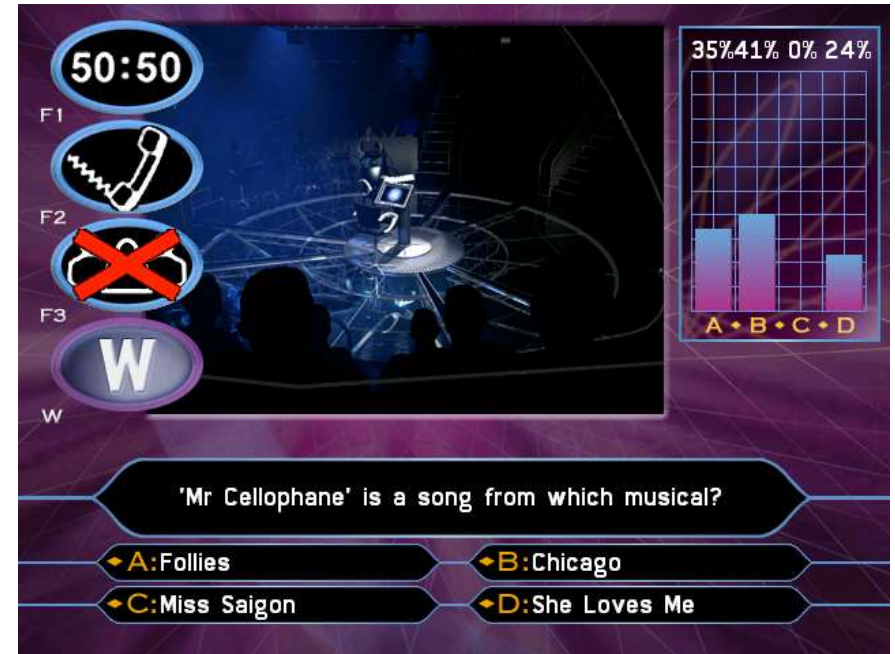 50:50
F1
F2
F3
W
W
35% 41% 0% 24%
A B C D
'Mr Cellophane' is a song from which musical?
A: Follies
B: Chicago
C: Miss Saigon
D: She Loves Me